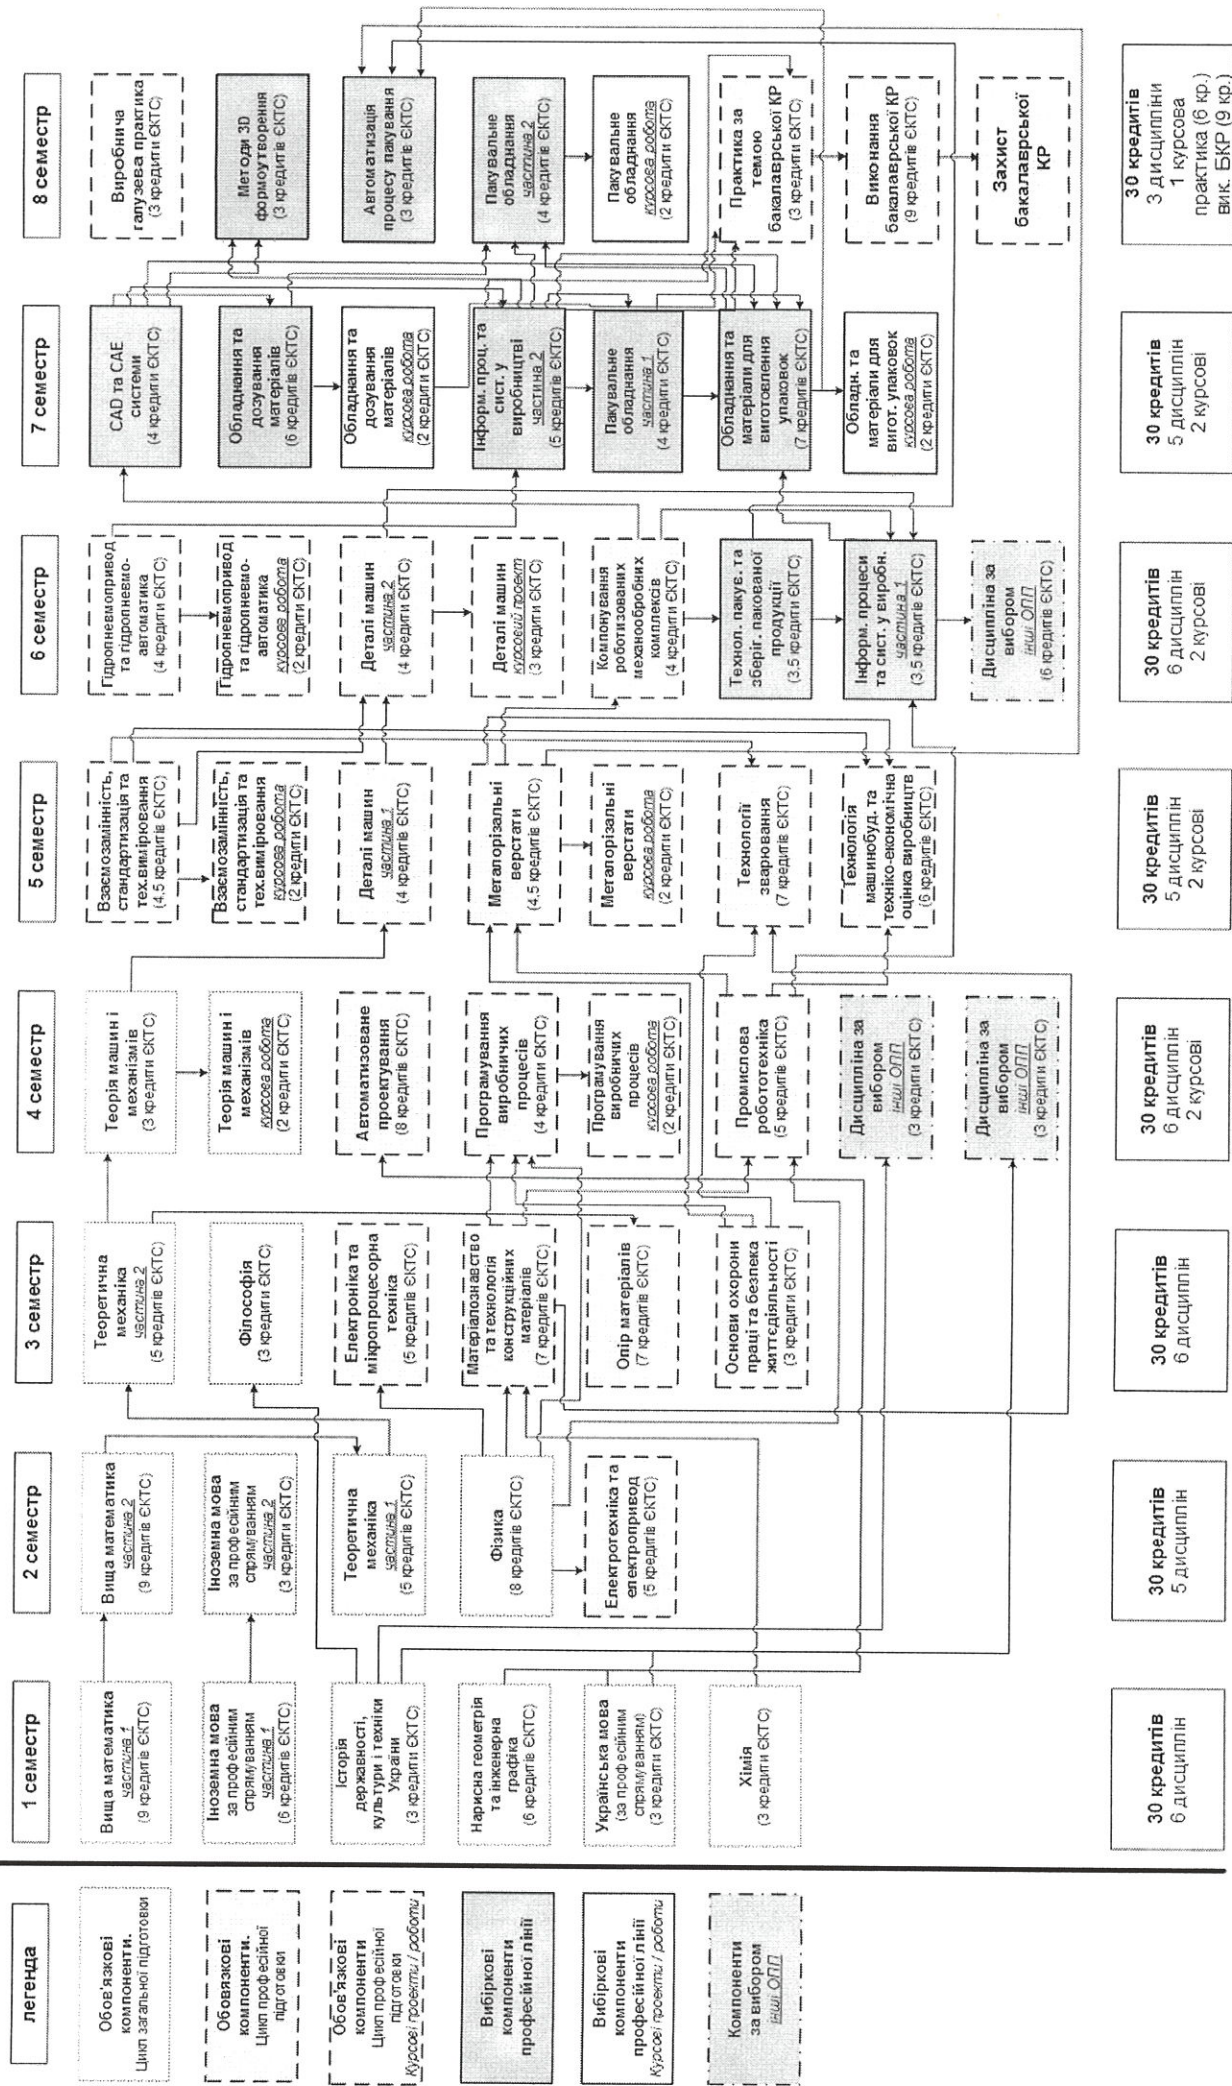 легенда
Обов'язкові
компоненти.
Цикл загальної підготовки
Обовязкові
компоненти.
Цикл професійної
підготовки
Обов'язкові
компоненти
Цикл професійної
підготовки
Курсові проекти / роботи
Вибіркові
компоненти
професійної лінії
Вибіркові
компоненти
професійної лінії
Курсові проекти / роботи
Компоненти
за вибором
інші ОПП
1 семестр
Вища математика
частина 1
(9 кредитів ЄКТС)
Іноземна мова
за професійним
спрямуванням
частина 1
(6 кредитів ЄКТС)
Історія
державності,
культури і техніки
України
(3 кредити ЄКТС)
Нарисна геометрія
та інженерна
графіка
(6 кредитів ЄКТС)
Українська мова
(за професійним
спрямуванням)
(3 кредити ЄКТС)
Хімія
(3 кредити ЄКТС)
30 кредитів
6 дисциплін
2 семестр
Вища математика
частина 2
(9 кредитів ЄКТС)
Іноземна мова
за професійним
спрямуванням
частина 2
(3 кредити ЄКТС)
Теоретична
механіка
частина 1
(5 кредитів ЄКТС)
Фізика
(8 кредитів ЄКТС)
Електротехніка та
електропривод
(5 кредитів ЄКТС)
30 кредитів
5 дисциплін
3 семестр
Теоретична
механіка
частина 2
(5 кредитів ЄКТС)
Філософія
(3 кредити ЄКТС)
Електроніка та
мікропроцесорна
техніка
(5 кредитів ЄКТС)
Матеріалознавство
та технологія
конструкційних
матеріалів
(7 кредитів ЄКТС)
Опір матеріалів
(7 кредитів ЄКТС)
Основи охорони
праці та безпека
життєдіяльності
(3 кредити ЄКТС)
30 кредитів
6 дисциплін
4 семестр
Теорія машин і
механізмів
(3 кредити ЄКТС)
Теорія машин і
механізмів
курсова робота
(2 кредити ЄКТС)
Автоматизоване
проектування
(8 кредитів ЄКТС)
Програмування
виробничих
процесів
(4 кредити ЄКТС)
Програмування
виробничих
процесів
курсова робота
(2 кредити ЄКТС)
Промислова
робототехніка
(5 кредитів ЄКТС)
Дисципліна за
вибором
інші ОПП
(3 кредити ЄКТС)
Дисципліна за
вибором
інші ОПП
(3 кредити ЄКТС)
30 кредитів
6 дисциплін
2 курсові
5 семестр
Взаємозамінність,
стандартизація та
тех.вимірювання
(4.5 кредитів ЄКТС)
Взаємозамінність,
стандартизація та
тех.вимірювання
курсова робота
(2 кредити ЄКТС)
Деталі машин
частина 1
(4 кредити ЄКТС)
Металорізальні
верстати
(4.5 кредитів ЄКТС)
Металорізальні
верстати
курсова робота
(2 кредити ЄКТС)
Технології
зварювання
(7 кредитів ЄКТС)
Технологія
машинобуд. та
техніко-економічна
оцінка виробництв
(6 кредитів ЄКТС)
30 кредитів
5 дисциплін
2 курсові
6 семестр
Гідропневмопривод
та гідропневмо-
автоматика
(4 кредити ЄКТС)
Гідропневмопривод
та гідропневмо-
автоматика
курсова робота
(2 кредити ЄКТС)
Деталі машин
частина 2
(4 кредити ЄКТС)
Деталі машин
курсовий проект
(3 кредити ЄКТС)
Компонування
роботизованих
механообробних
комплексів
(4 кредити ЄКТС)
Технол. пакув. та
зберіг. пакованої
продукції
(3,5 кредити ЄКТС)
Інформ. процеси
та сист. у виробн.
частина 1
(3,5 кредити ЄКТС)
Дисципліна за
вибором
інші ОПП
(6 кредитів ЄКТС)
30 кредитів
6 дисциплін
2 курсові
7 семестр
CAD та CAE
системи
(4 кредити ЄКТС)
Обладнання та
дозування
матеріалів
(6 кредитів ЄКТС)
Обладнання та
дозування
матеріалів
курсова робота
(2 кредити ЄКТС)
Інформ. проц. та
сист. у
виробництві
частина 2
(5 кредитів ЄКТС)
Пакувальне
обладнання
частина 1
(4 кредити ЄКТС)
Обладнання та
матеріали для
виготовлення
упаковок
(7 кредитів ЄКТС)
Обладн. та
матеріали для
вигот. упаковок
курсова робота
(2 кредити ЄКТС)
30 кредитів
5 дисциплін
2 курсові
8 семестр
Виробнича
галузева практика
(3 кредити ЄКТС)
Методи 3D
формоутворення
(3 кредити ЄКТС)
Автоматизація
процесу пакування
(3 кредити ЄКТС)
Пакувальне
обладнання
частина 2
(4 кредити ЄКТС)
Пакувальне
обладнання
курсова робота
(2 кредити ЄКТС)
Практика за
темою
бакалаврської КР
(3 кредити ЄКТС)
Виконання
бакалаврської КР
(9 кредитів ЄКТС)
Захист
бакалаврської
КР
30 кредитів
3 дисципліни
1 курсова
практика (6 кр.)
вик. БКР (9 кр.)